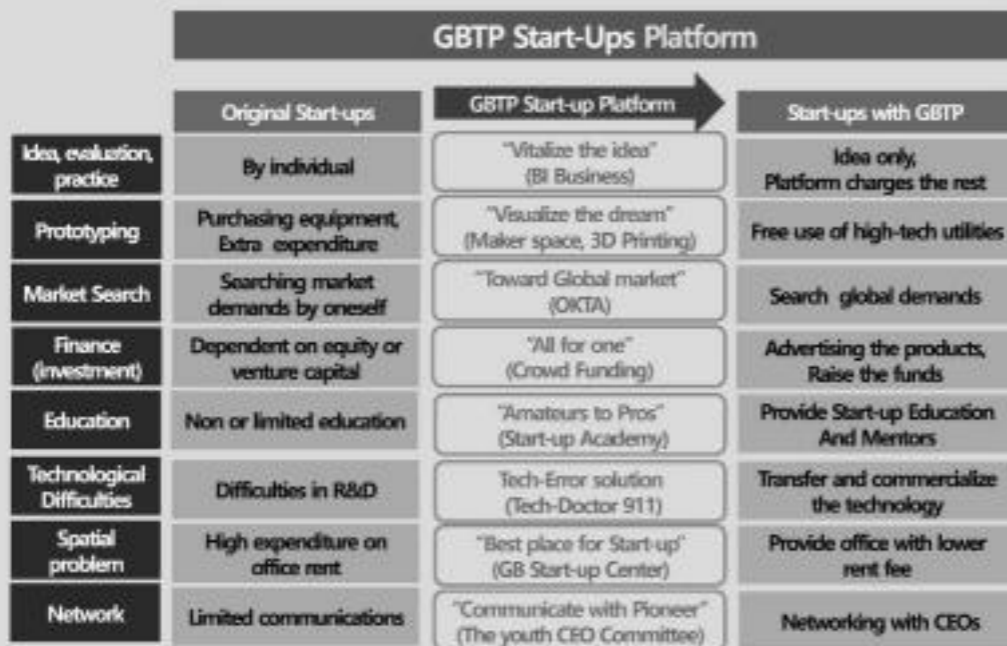 GBTP Start-Ups Platform
Original Start-ups
GBTP Start-up Platform
Start-ups with GBTP
Idea, evaluation,
practice
By individual
"Vitalize the idea"
(BI Business)
Idea only,
Platform charges the rest
Prototyping
Purchasing equipment,
Extra expenditure
"Visualize the dream"
(Maker space, 3D Printing)
Free use of high-tech utilities
Market Search
Searching market
demands by oneself
"Toward Global market"
(OKTA)
Search global demands
Finance
(investment)
Dependent on equity or
venture capital
"All for one"
(Crowd Funding)
Advertising the products,
Raise the funds
Education
Non or limited education
"Amateurs to Pros"
(Start-up Academy)
Provide Start-up Education
And Mentors
Technological
Difficulties
Difficulties in R&D
Tech-Error solution
(Tech-Doctor 911)
Transfer and commercialize
the technology
Spatial
problem
High expenditure on
office rent
"Best place for Start-up"
(GB Start-up Center)
Provide office with lower
rent fee
Network
Limited communications
"Communicate with Pioneer"
(The youth CEO Committee)
Networking with CEOs